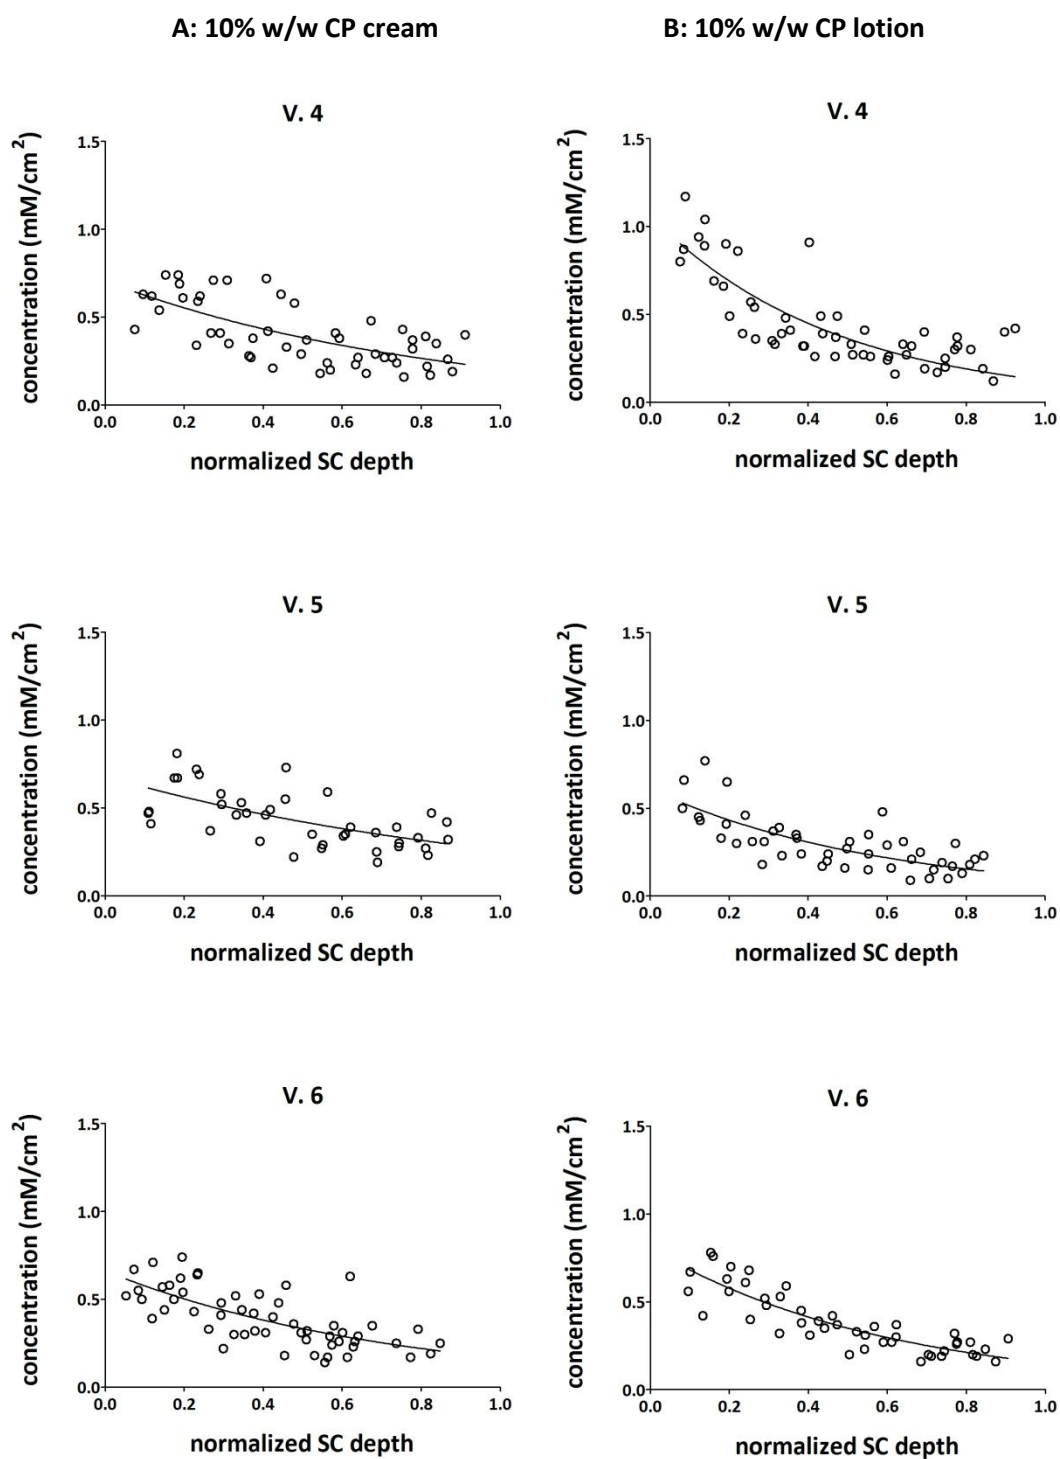 A: 10% w/w CP cream
B: 10% w/w CP lotion
V. 4
concentration (mM/cm²)
1.5
1.0
0.5
0.0
0.0 0.2 0.4 0.6 0.8 1.0
normalized SC depth
V. 4
concentration (mM/cm²)
1.5
1.0
0.5
0.0
0.0 0.2 0.4 0.6 0.8 1.0
normalized SC depth
V. 5
concentration (mM/cm²)
1.5
1.0
0.5
0.0
0.0 0.2 0.4 0.6 0.8 1.0
normalized SC depth
V. 5
concentration (mM/cm²)
1.5
1.0
0.5
0.0
0.0 0.2 0.4 0.6 0.8 1.0
normalized SC depth
V. 6
concentration (mM/cm²)
1.5
1.0
0.5
0.0
0.0 0.2 0.4 0.6 0.8 1.0
normalized SC depth
V. 6
concentration (mM/cm²)
1.5
1.0
0.5
0.0
0.0 0.2 0.4 0.6 0.8 1.0
normalized SC depth